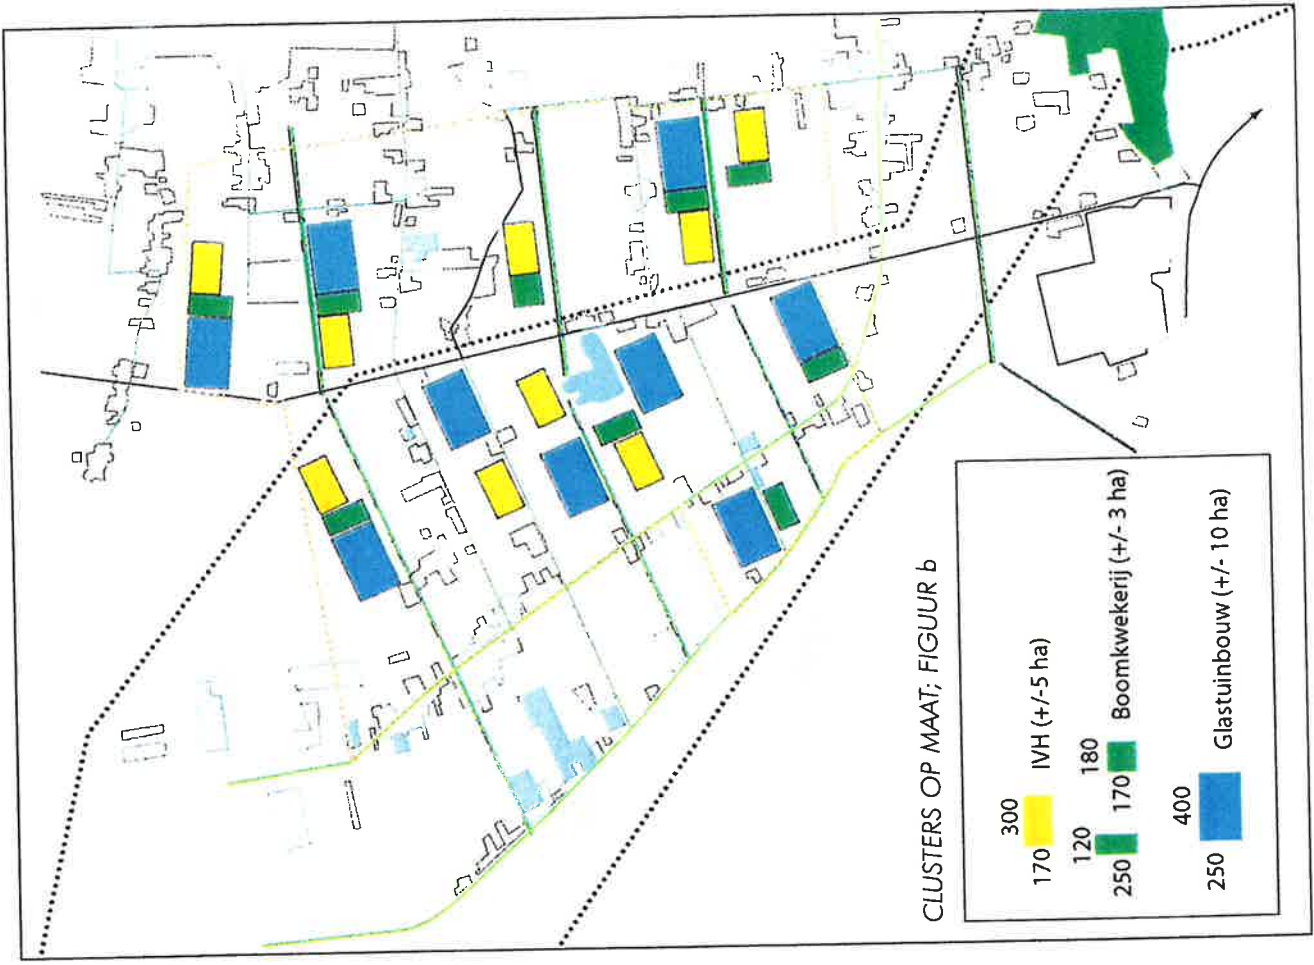 CLUSTERS OP MAAT; FIGUUR b
300
170 IVH (+/-5 ha)
120 180
250 170 Boomkwekerij (+/- 3 ha)
400
250 Glastuinbouw (+/- 10 ha)